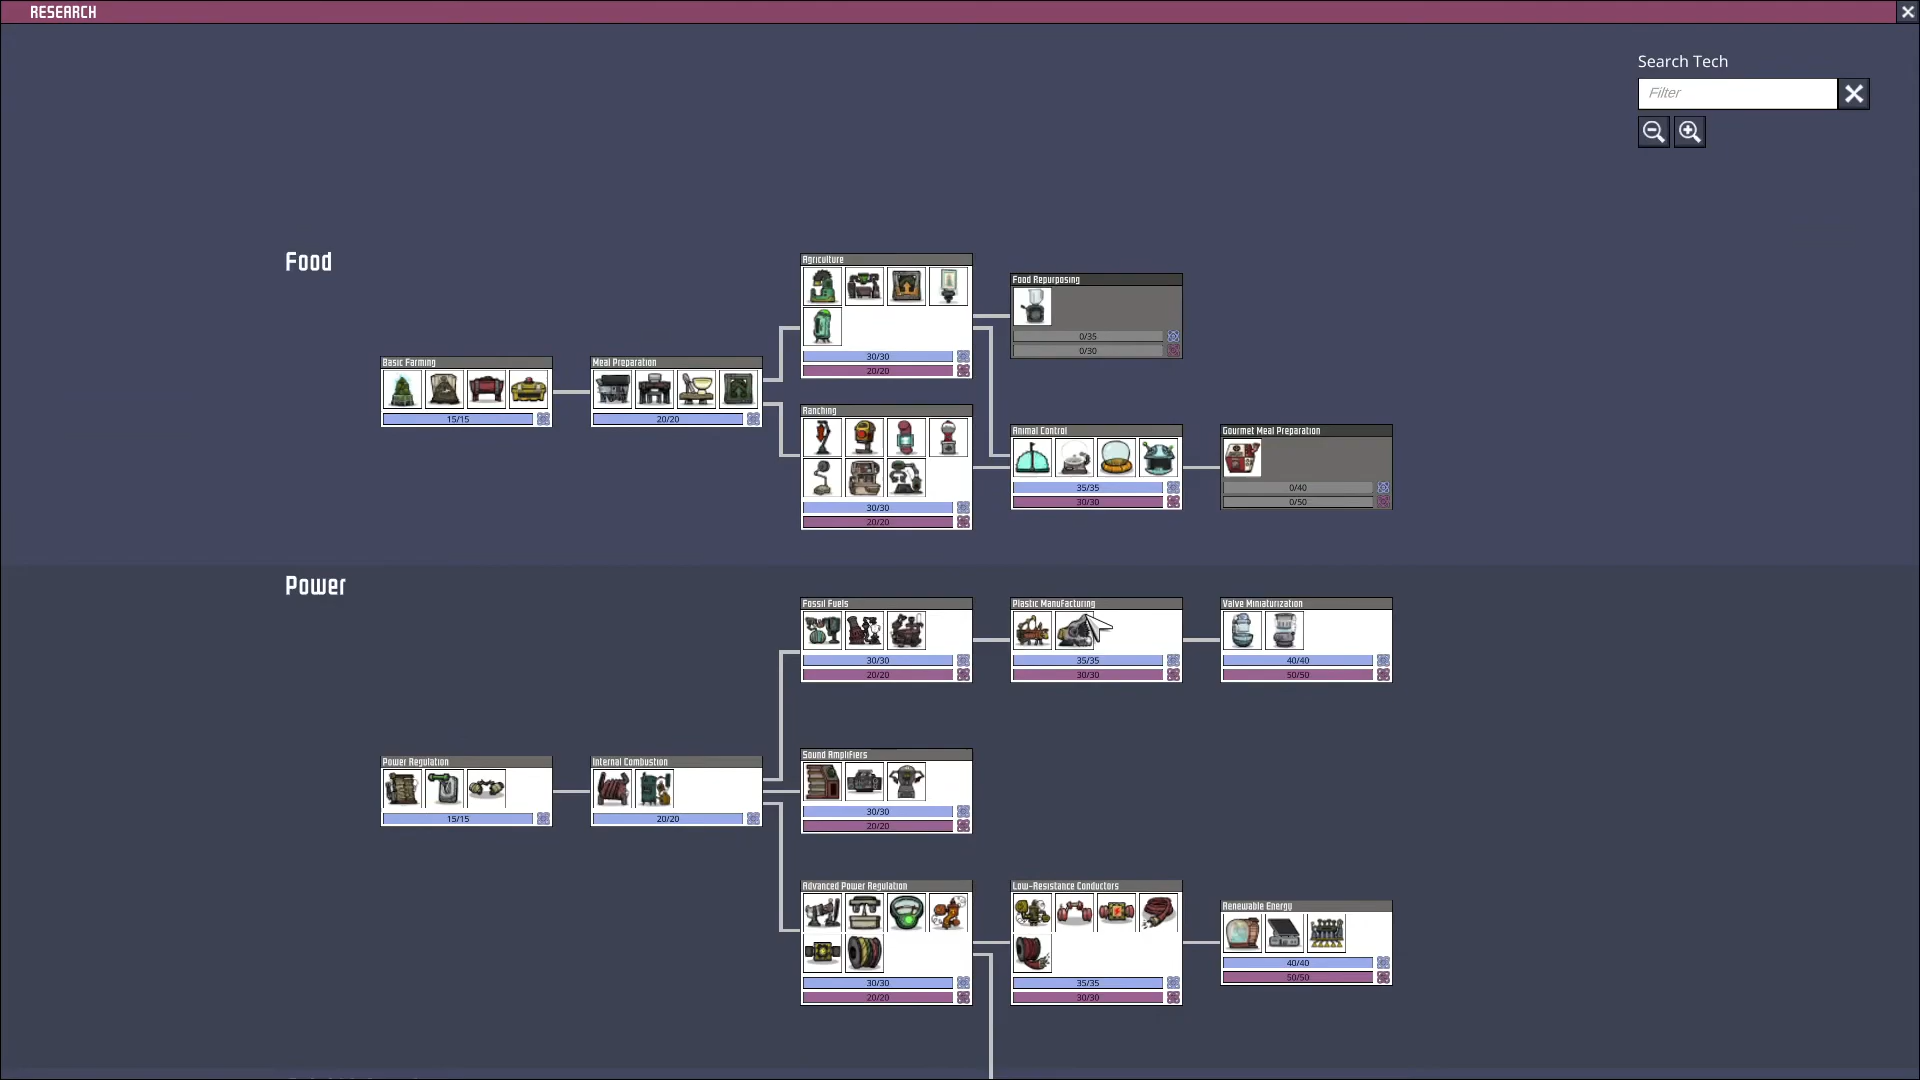 RESEARCH
Search Tech
Filter
Food
Agriculture
30/30
20/20
Food Repurposing
0/35
0/30
Basic Farming
15/15
Meal Preparation
20/20
Ranching
30/30
20/20
Animal Control
35/35
30/30
Gourmet Meal Preparation
0/40
0/50
Power
Fossil Fuels
30/30
20/20
Plastic Manufacturing
35/35
30/30
Valve Miniaturization
40/40
50/50
Power Regulation
15/15
Internal Combustion
20/20
Sound Amplifiers
30/30
20/20
Advanced Power Regulation
30/30
20/20
Low-Resistance Conductors
35/35
30/30
Renewable Energy
40/40
50/50